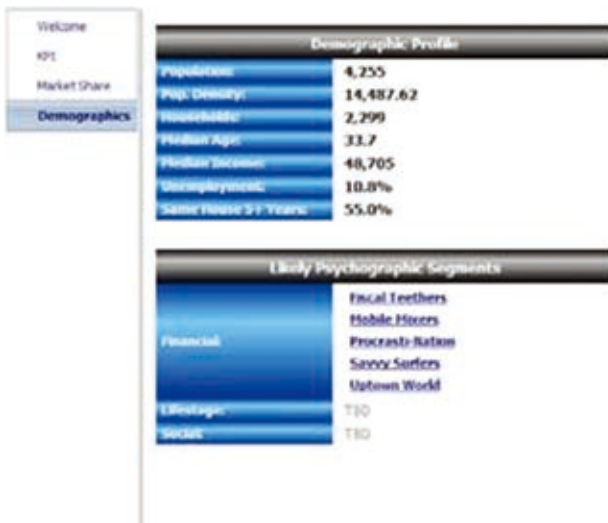 Welcome
KPI
Market Share
Demographics
Demographic Profile
Population: 4,255
Pop. Density: 14,487.62
Households: 2,299
Median Age: 33.7
Median Income: 48,705
Unemployment: 10.8%
Same House 5+ Years: 55.0%
Likely Psychographic Segments
Financial:
Fiscal Teethers
Mobile Mixers
Procrasti-Nation
Savvy Surfers
Uptown World
Lifestage: TBD
Social: TBD